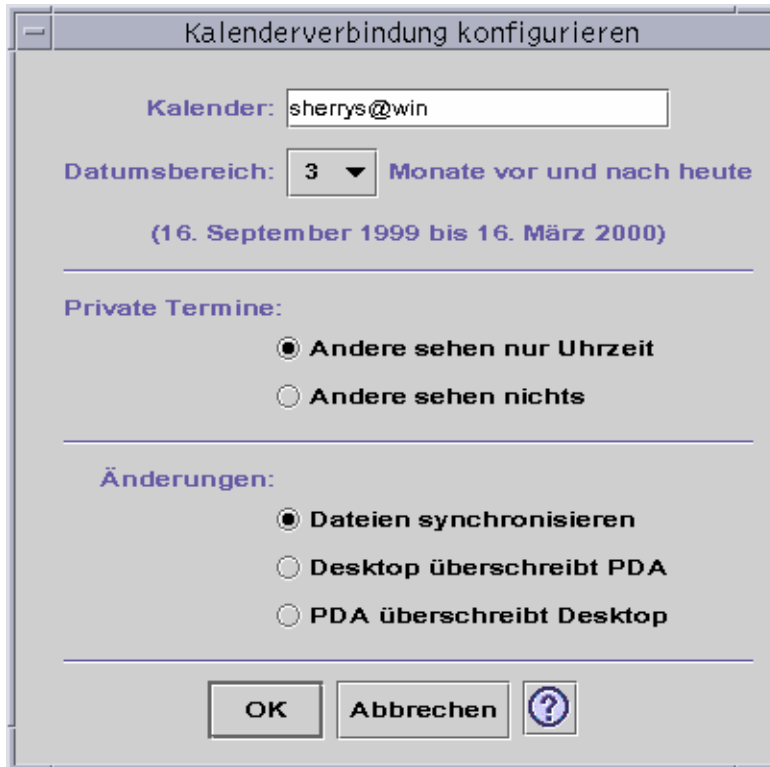 Kalenderverbindung konfigurieren
Kalender: sherrys@win
Datumsbereich: 3 Monate vor und nach heute
(16. September 1999 bis 16. März 2000)
Private Termine:
Andere sehen nur Uhrzeit
Andere sehen nichts
Änderungen:
Dateien synchronisieren
Desktop überschreibt PDA
PDA überschreibt Desktop
OK Abbrechen ?